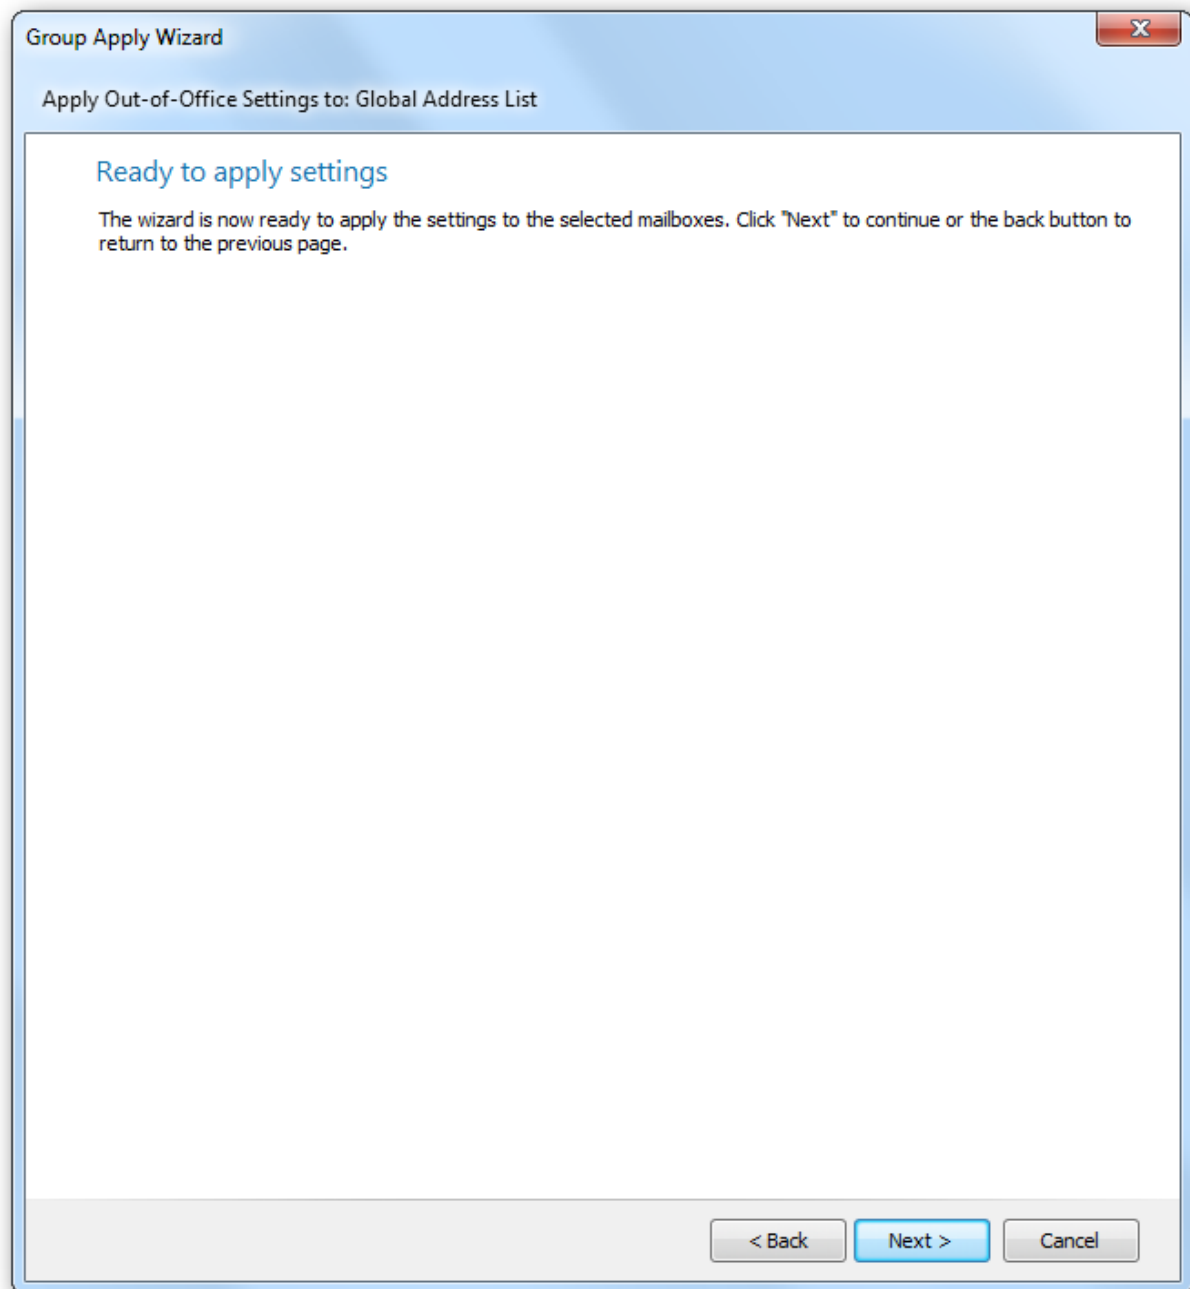 Group Apply Wizard
X
Apply Out-of-Office Settings to: Global Address List
Ready to apply settings
The wizard is now ready to apply the settings to the selected mailboxes. Click "Next" to continue or the back button to
return to the previous page.
< Back
Next >
Cancel